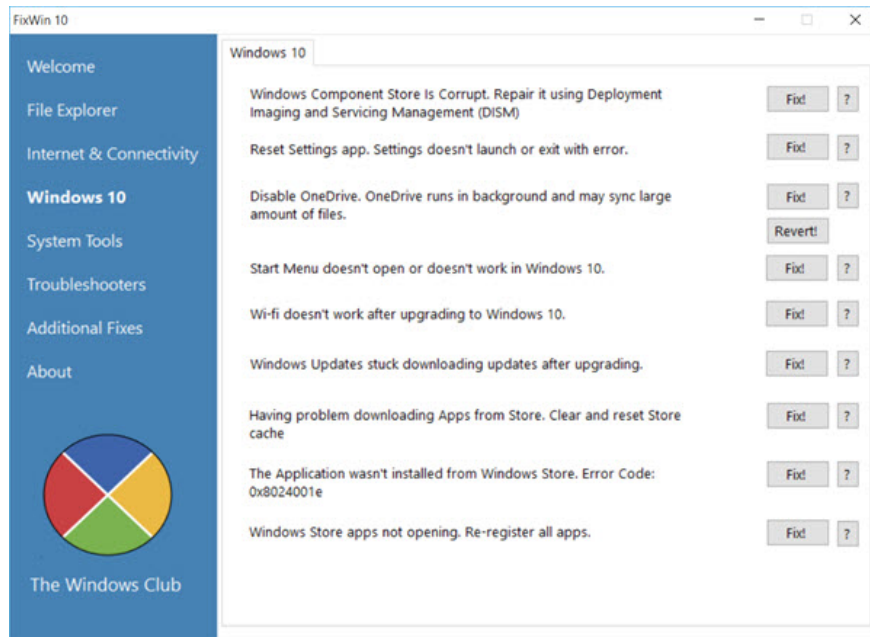 FixWin 10
Welcome
File Explorer
Internet & Connectivity
Windows 10
System Tools
Troubleshooters
Additional Fixes
About
The Windows Club
Windows 10
Windows Component Store Is Corrupt. Repair it using Deployment
Imaging and Servicing Management (DISM)
Fix! ?
Reset Settings app. Settings doesn't launch or exit with error.
Fix! ?
Disable OneDrive. OneDrive runs in background and may sync large
amount of files.
Fix! ?
Revert!
Start Menu doesn't open or doesn't work in Windows 10.
Fix! ?
Wi-fi doesn't work after upgrading to Windows 10.
Fix! ?
Windows Updates stuck downloading updates after upgrading.
Fix! ?
Having problem downloading Apps from Store. Clear and reset Store
cache
Fix! ?
The Application wasn't installed from Windows Store. Error Code:
0x8024001e
Fix! ?
Windows Store apps not opening. Re-register all apps.
Fix! ?